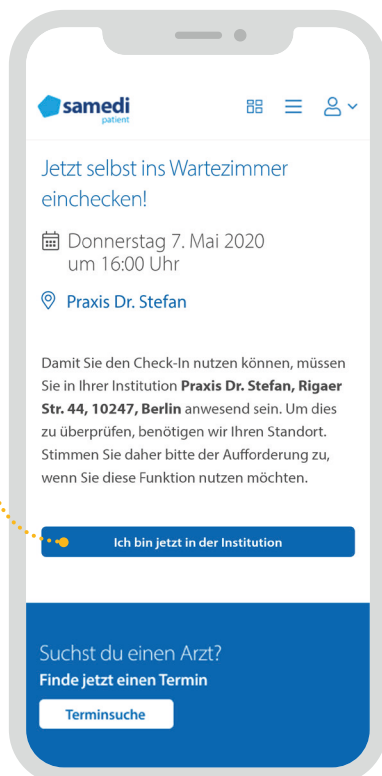 samedi
patient
Jetzt selbst ins Wartezimmer
einchecken!
Donnerstag 7. Mai 2020
um 16:00 Uhr
Praxis Dr. Stefan
Damit Sie den Check-In nutzen können, müssen
Sie in Ihrer Institution Praxis Dr. Stefan, Rigaer
Str. 44, 10247, Berlin anwesend sein. Um dies
zu überprüfen, benötigen wir Ihren Standort.
Stimmen Sie daher bitte der Aufforderung zu,
wenn Sie diese Funktion nutzen möchten.
Ich bin jetzt in der Institution
Suchst du einen Arzt?
Finde jetzt einen Termin
Terminsuche